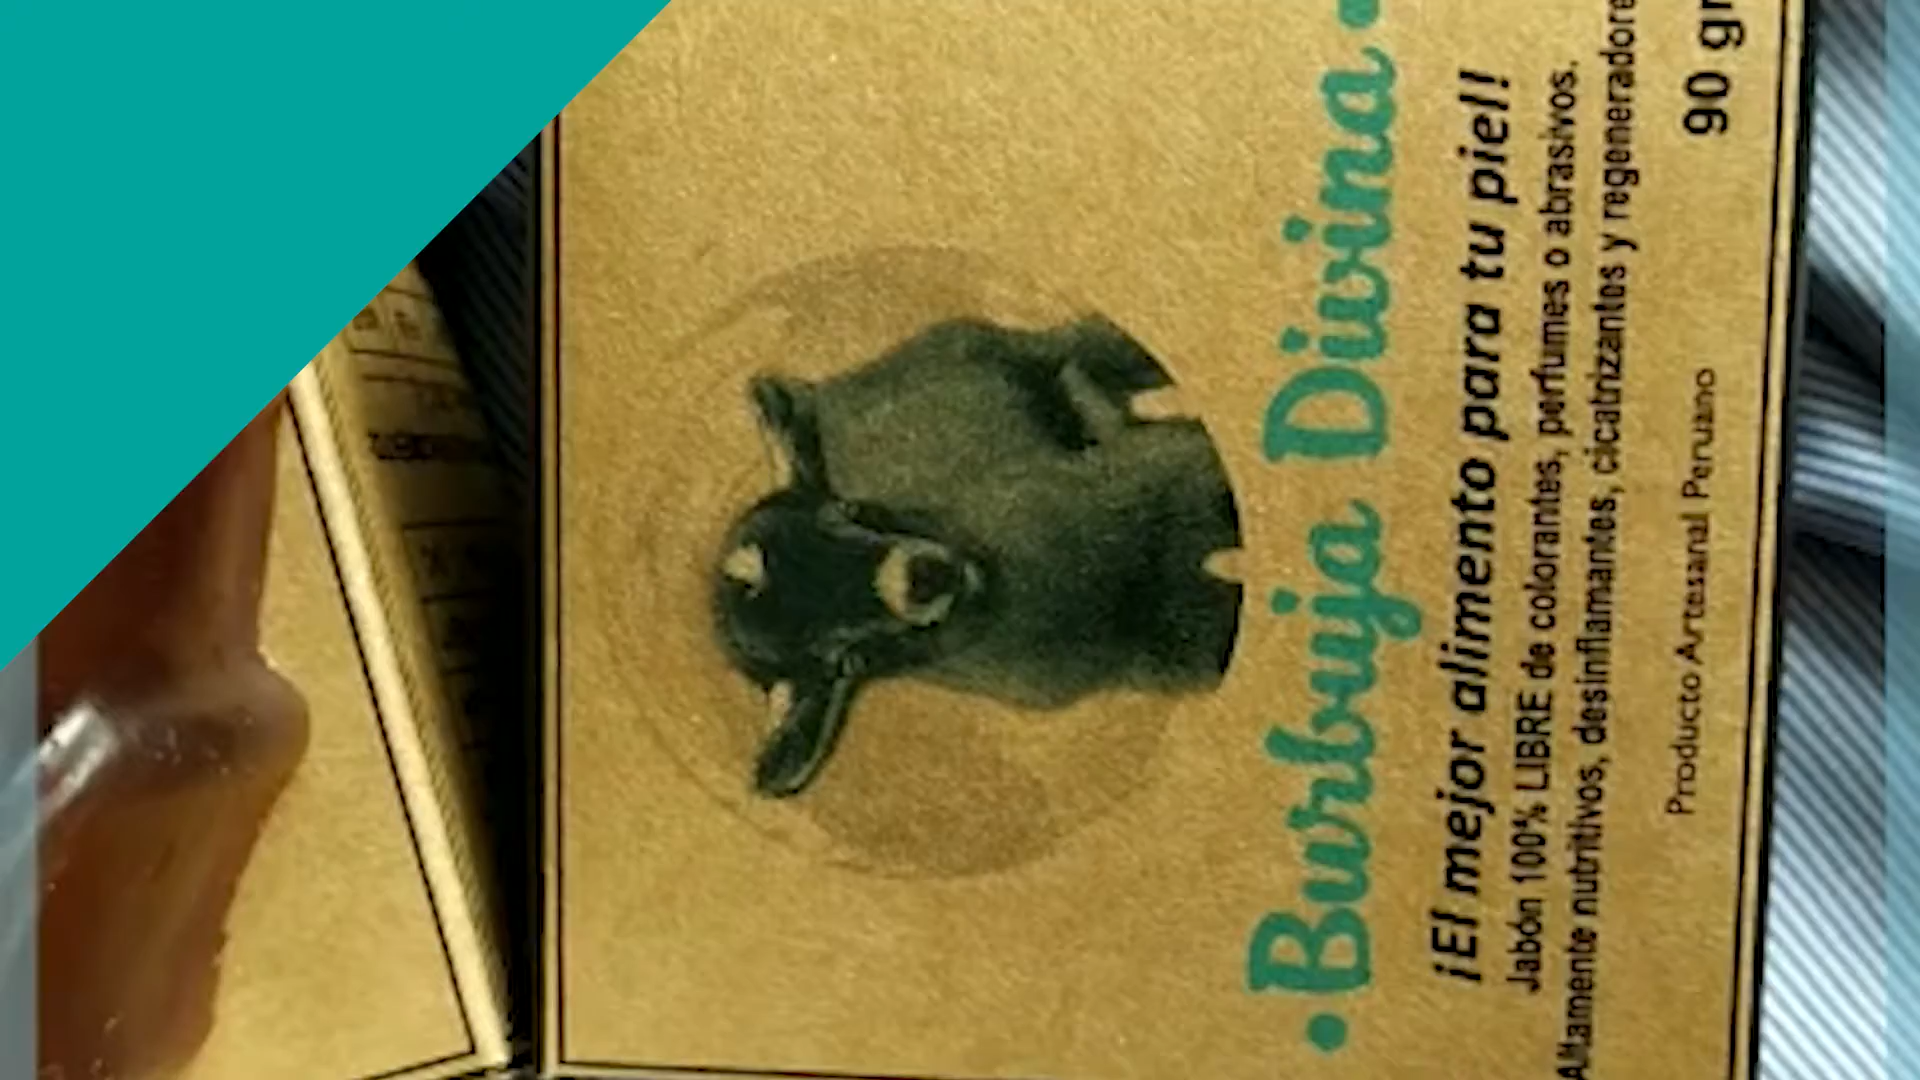 • Burbuja Divina •
¡El mejor alimento para tu piel!
Jabón 100% LIBRE de colorantes, perfumes o abrasivos.
Altamente nutritivos, desinflamantes, cicatrizantes y regeneradores
Producto Artesanal Peruano
90 gr